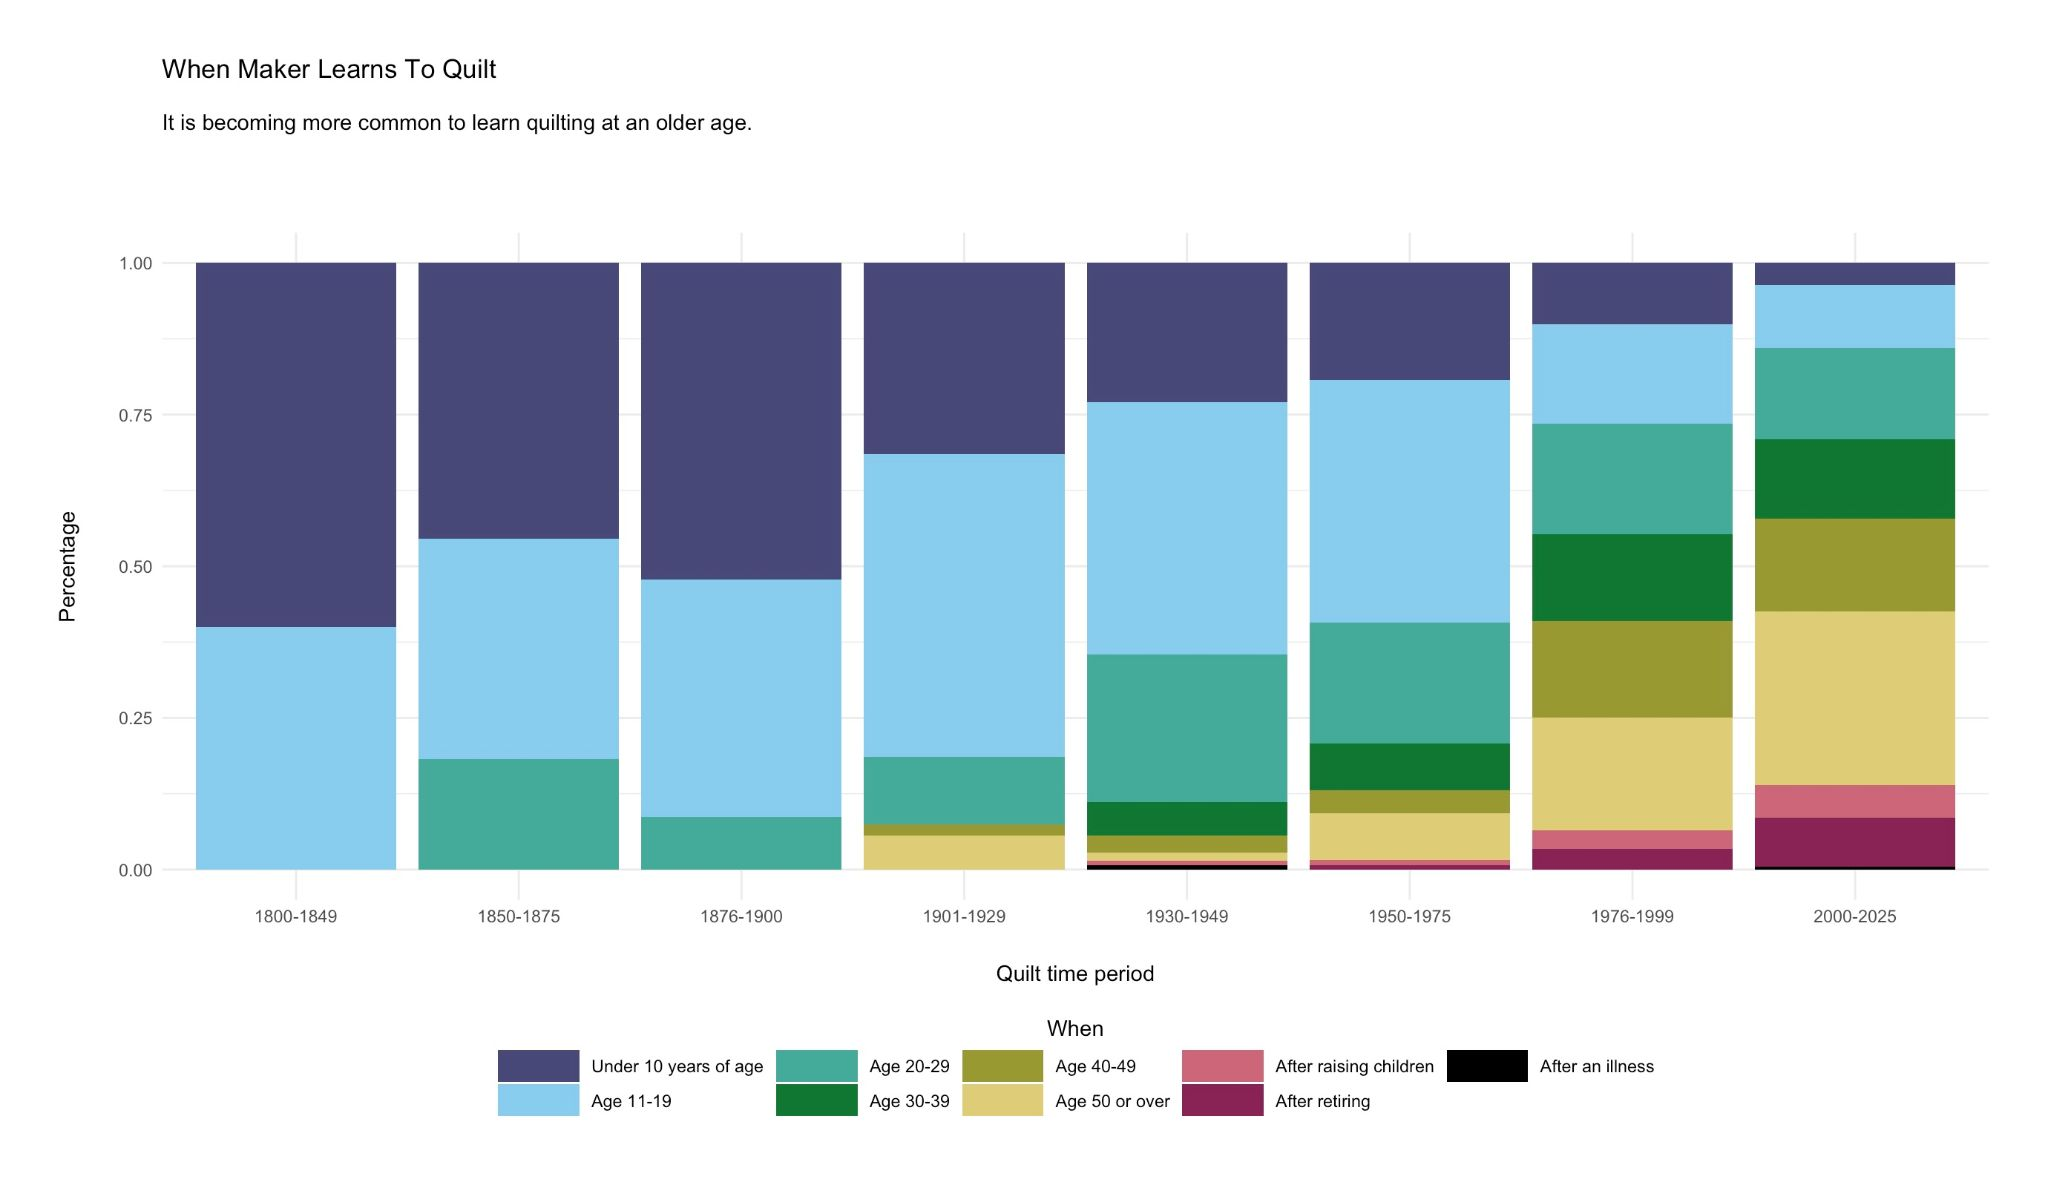 When Maker Learns To Quilt
It is becoming more common to learn quilting at an older age.
Percentage
1.00
0.75
0.50
0.25
0.00
1800-1849 1850-1875 1876-1900 1901-1929 1930-1949 1950-1975 1976-1999 2000-2025
Quilt time period
When
Under 10 years of age Age 20-29 Age 40-49 After raising children After an illness
Age 11-19 Age 30-39 Age 50 or over After retiring